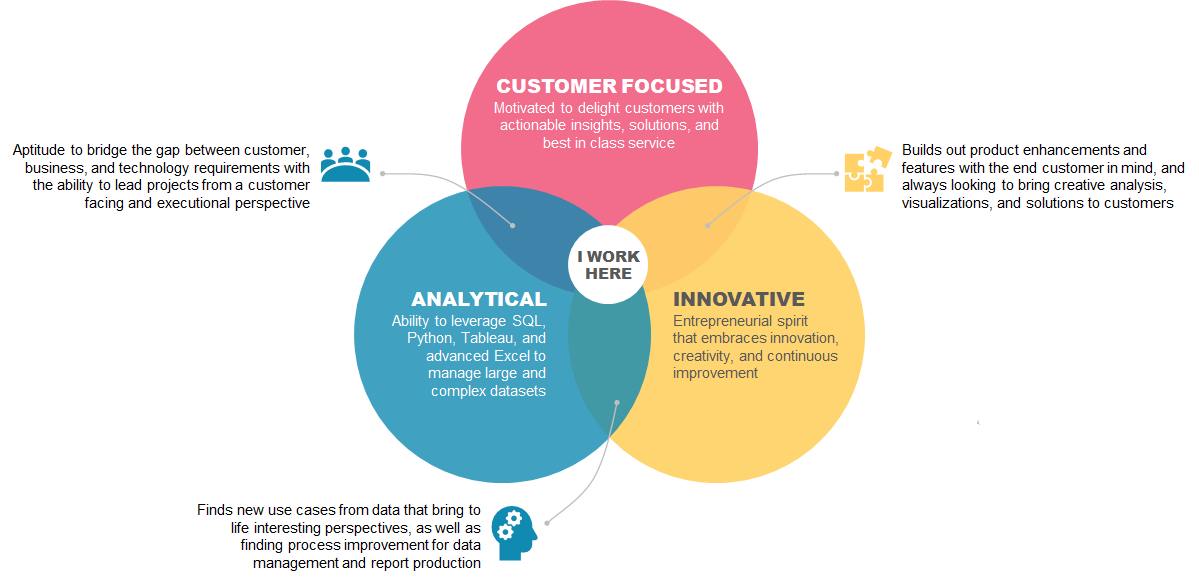 CUSTOMER FOCUSED
Motivated to delight customers with
actionable insights, solutions, and
best in class service
Aptitude to bridge the gap between customer,
business, and technology requirements with
the ability to lead projects from a customer
facing and executional perspective
Builds out product enhancements and
features with the end customer in mind, and
always looking to bring creative analysis,
visualizations, and solutions to customers
I WORK
HERE
ANALYTICAL
Ability to leverage SQL,
Python, Tableau, and
advanced Excel to
manage large and
complex datasets
INNOVATIVE
Entrepreneurial spirit
that embraces innovation,
creativity, and continuous
improvement
Finds new use cases from data that bring to
life interesting perspectives, as well as
finding process improvement for data
management and report production